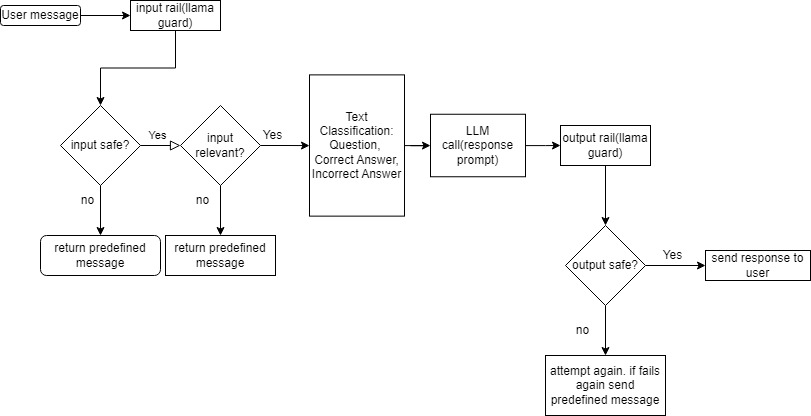 User message
input rail(llama
guard)
input safe?
Yes
no
return predefined
message
input
relevant?
Yes
no
return predefined
message
Text
Classification:
Question,
Correct Answer,
Incorrect Answer
LLM
call(response
prompt)
output rail(llama
guard)
output safe?
Yes
send response to
user
no
attempt again. if fails
again send
predefined message